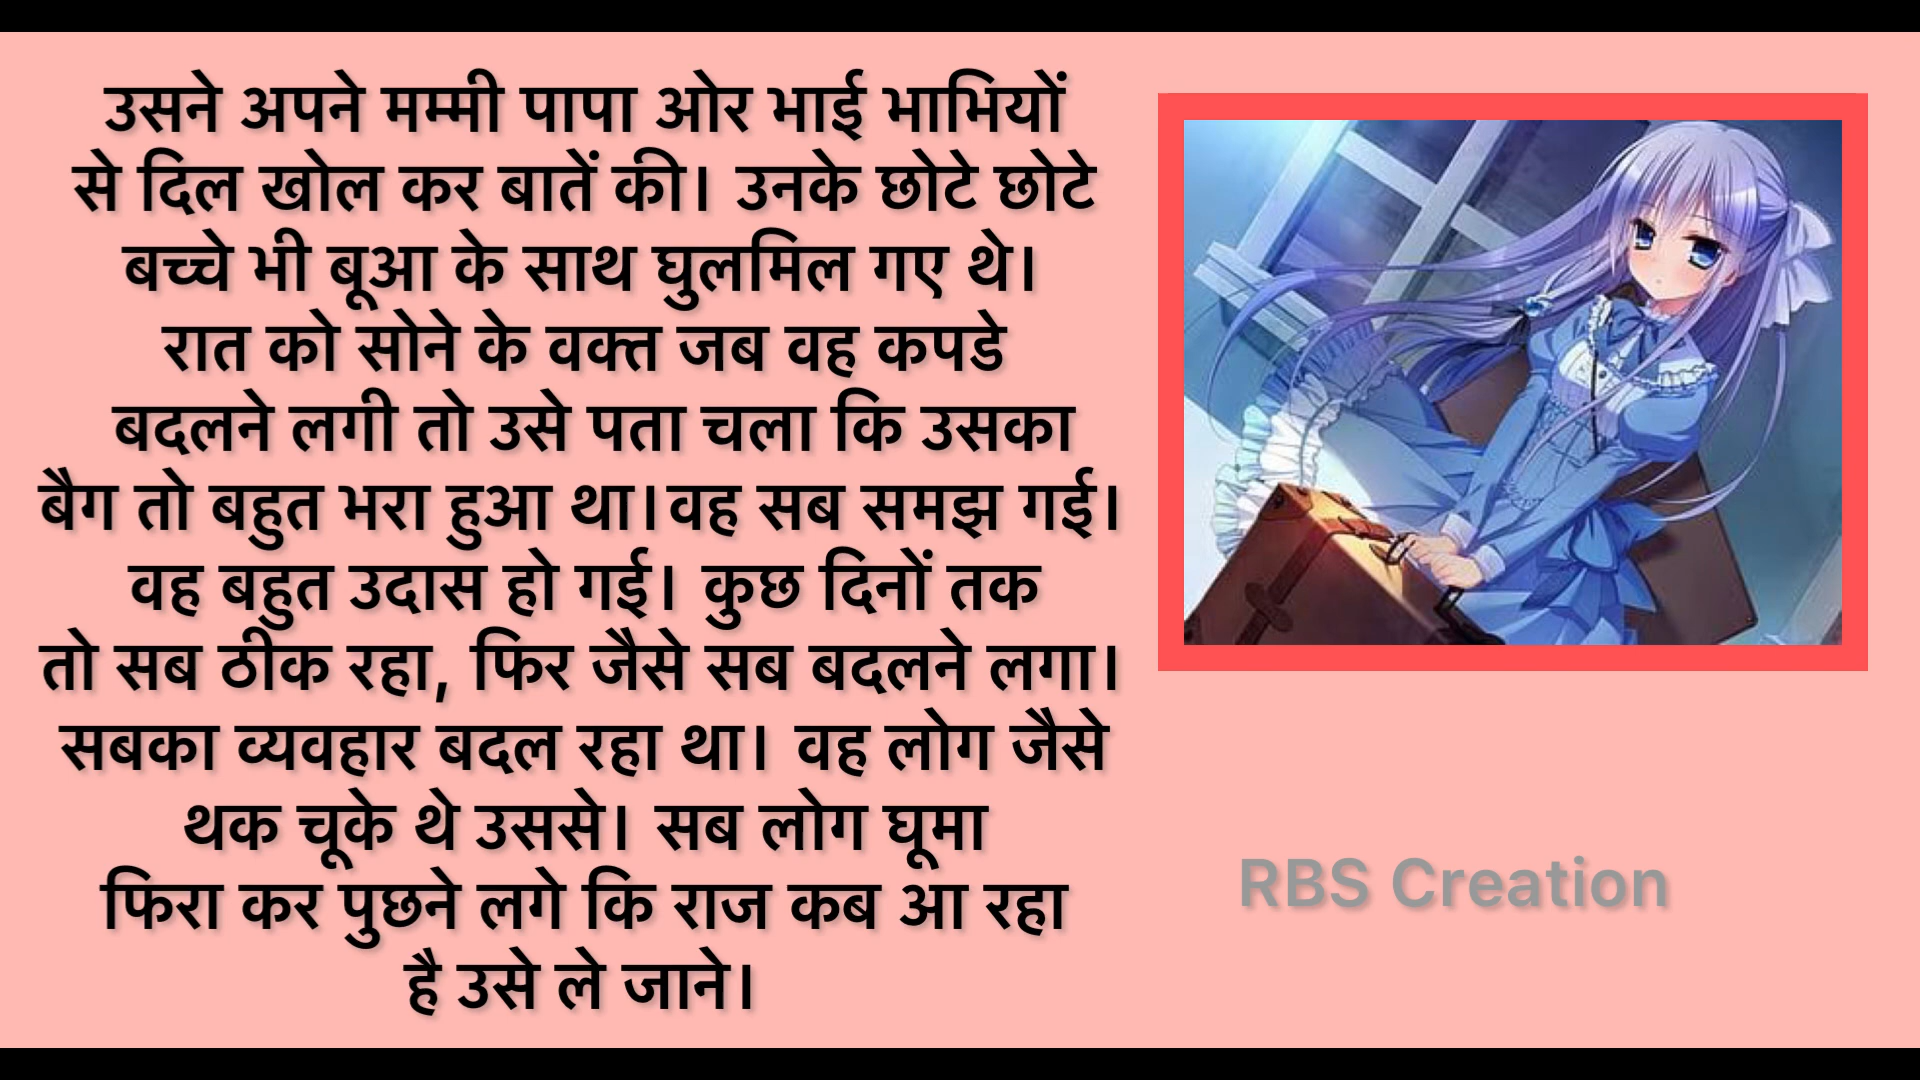 उसने अपने मम्मी पापा ओर भाई भाभियों
से दिल खोल कर बातें की। उनके छोटे छोटे
बच्चे भी बूआ के साथ घुलमिल गए थे।
रात को सोने के वक्त जब वह कपडे
बदलने लगी तो उसे पता चला कि उसका
बैग तो बहुत भरा हुआ था।वह सब समझ गई।
वह बहुत उदास हो गई। कुछ दिनों तक
तो सब ठीक रहा, फिर जैसे सब बदलने लगा।
सबका व्यवहार बदल रहा था। वह लोग जैसे
थक चूके थे उससे। सब लोग घूमा
फिरा कर पुछने लगे कि राज कब आ रहा
है उसे ले जाने।
RBS Creation